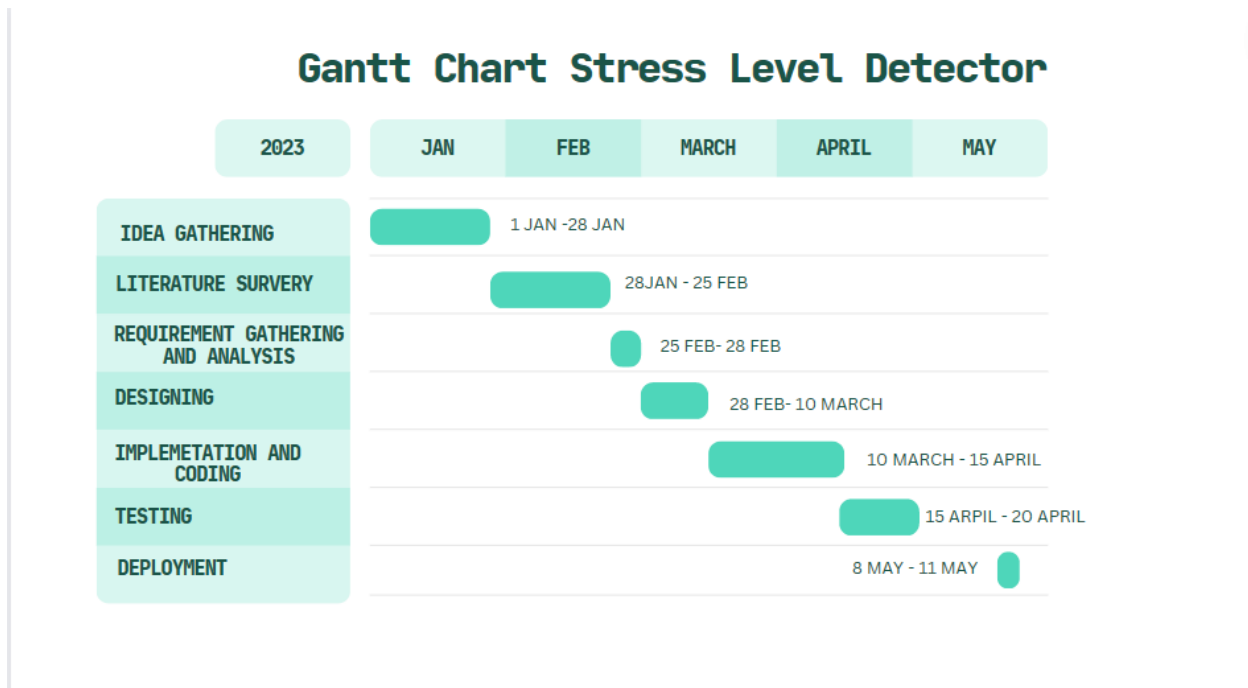 Gantt Chart Stress Level Detector
2023 JAN FEB MARCH APRIL MAY
IDEA GATHERING 1 JAN -28 JAN
LITERATURE SURVERY 28JAN - 25 FEB
REQUIREMENT GATHERING
AND ANALYSIS 25 FEB- 28 FEB
DESIGNING 28 FEB- 10 MARCH
IMPLEMETATION AND
CODING 10 MARCH - 15 APRIL
TESTING 15 ARPIL - 20 APRIL
DEPLOYMENT 8 MAY - 11 MAY